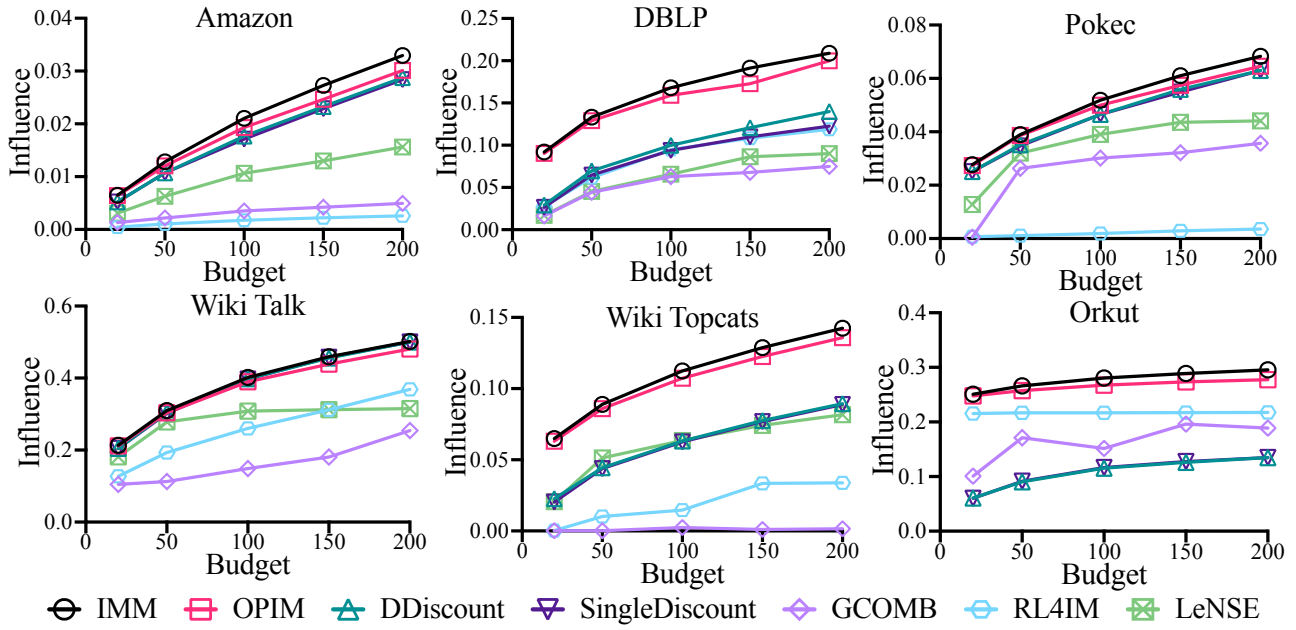 Amazon
Influence
0.04
0.03
0.02
0.01
0.00
0 50 100 150 200
Budget
DBLP
Influence
0.25
0.20
0.15
0.10
0.05
0.00
0 50 100 150 200
Budget
Pokec
Influence
0.08
0.06
0.04
0.02
0.00
0 50 100 150 200
Budget
Wiki Talk
Influence
0.6
0.4
0.2
0.0
0 50 100 150 200
Budget
Wiki Topcats
Influence
0.15
0.10
0.05
0.00
0 50 100 150 200
Budget
Orkut
Influence
0.4
0.3
0.2
0.1
0.0
0 50 100 150 200
Budget
IMM OPIM DDiscount SingleDiscount GCOMB RL4IM LeNSE